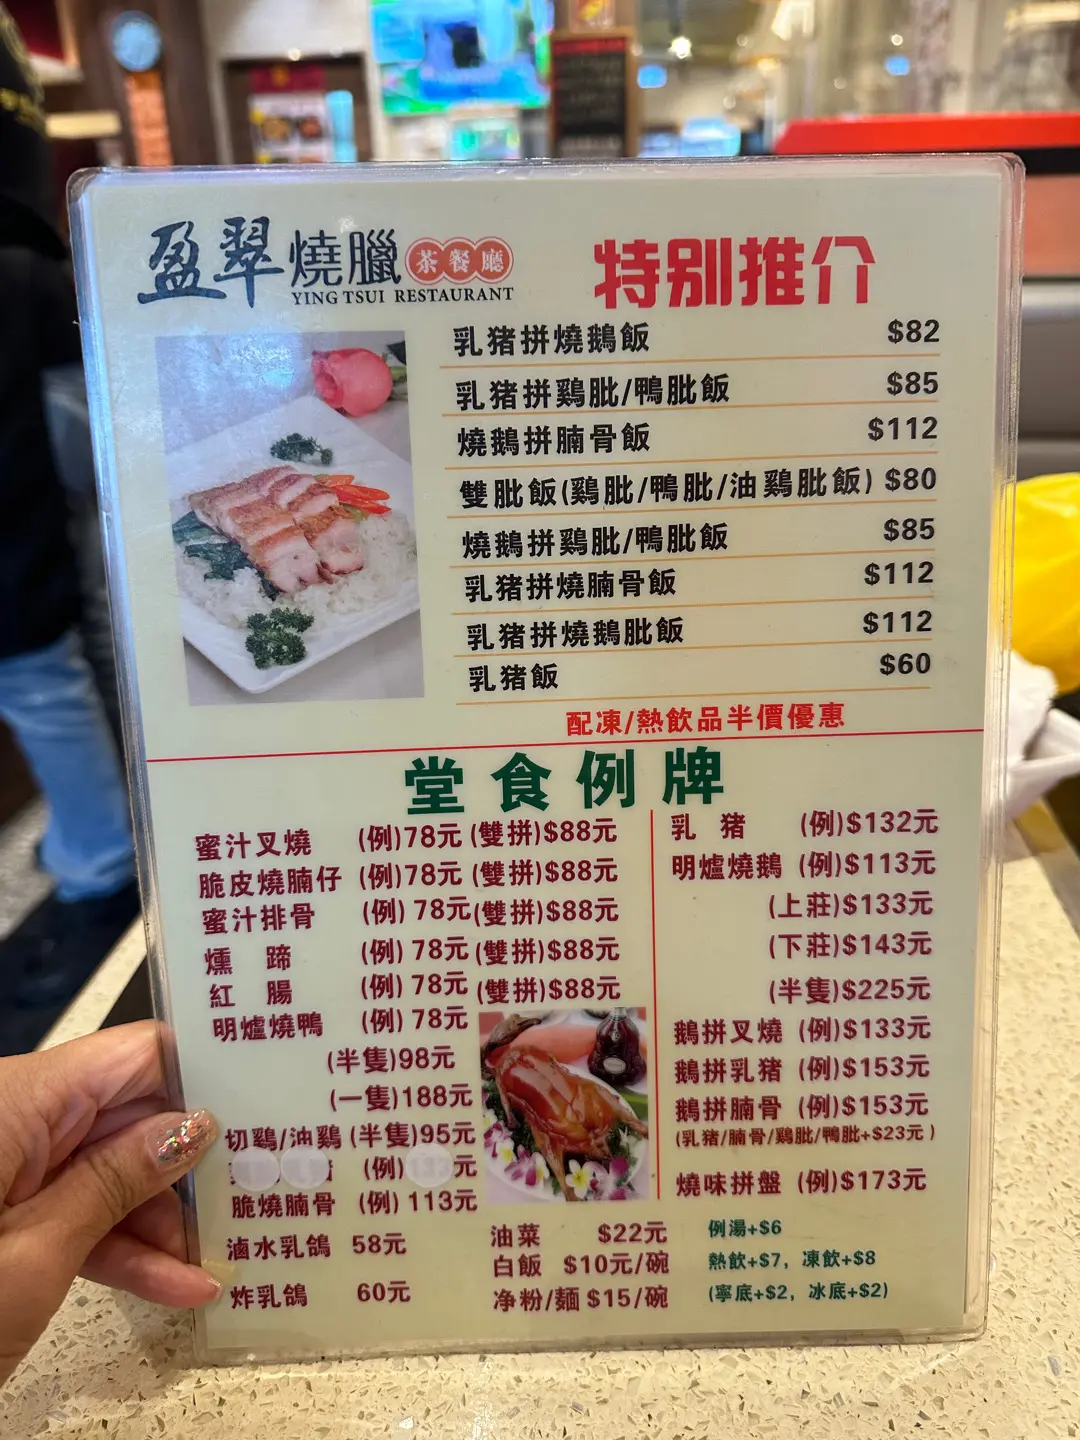 盈翠燒臘茶餐廳
YING TSUI RESTAURANT
特別推介
乳猪拼燒鵝飯 $82
乳猪拼鷄肶/鴨肶飯 $85
燒鵝拼腩骨飯 $112
雙肶飯(鷄肶/鴨肶/油鷄肶飯) $80
燒鵝拼鷄肶/鴨肶飯 $85
乳猪拼燒腩骨飯 $112
乳猪拼燒鵝肶飯 $112
乳猪飯 $60
配凍/熱飲品半價優惠
堂食例牌
蜜汁叉燒 (例)78元 (雙拼)$88元
脆皮燒腩仔 (例)78元 (雙拼)$88元
蜜汁排骨 (例) 78元(雙拼)$88元
燻蹄 (例) 78元(雙拼)$88元
紅腸 (例) 78元 (雙拼)$88元
明爐燒鴨 (例) 78元
(半隻)98元
(一隻)188元
切鷄/油鷄 (半隻)95元
(例) 元
脆燒腩骨 (例) 113元
滷水乳鴿 58元
炸乳鴿 60元
乳猪 (例)$132元
明爐燒鵝 (例)$113元
(上莊)$133元
(下莊)$143元
(半隻)$225元
鵝拼叉燒 (例)$133元
鵝拼乳猪 (例)$153元
鵝拼腩骨 (例)$153元
(乳猪/腩骨/鷄肶/鴨肶+$23元)
燒味拼盤 (例)$173元
油菜 $22元
白飯 $10元/碗
净粉/麵 $15/碗
例湯+$6
熱飲+$7, 凍飲+$8
(寧底+$2, 冰底+$2)